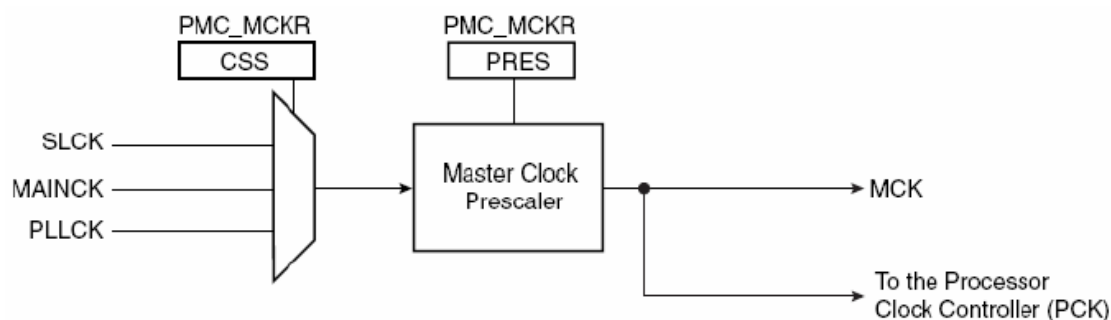 PMC_MCKR
PMC_MCKR
CSS
PRES
SLCK
MAINCK
PLLCK
Master Clock
Prescaler
MCK
To the Processor
Clock Controller (PCK)